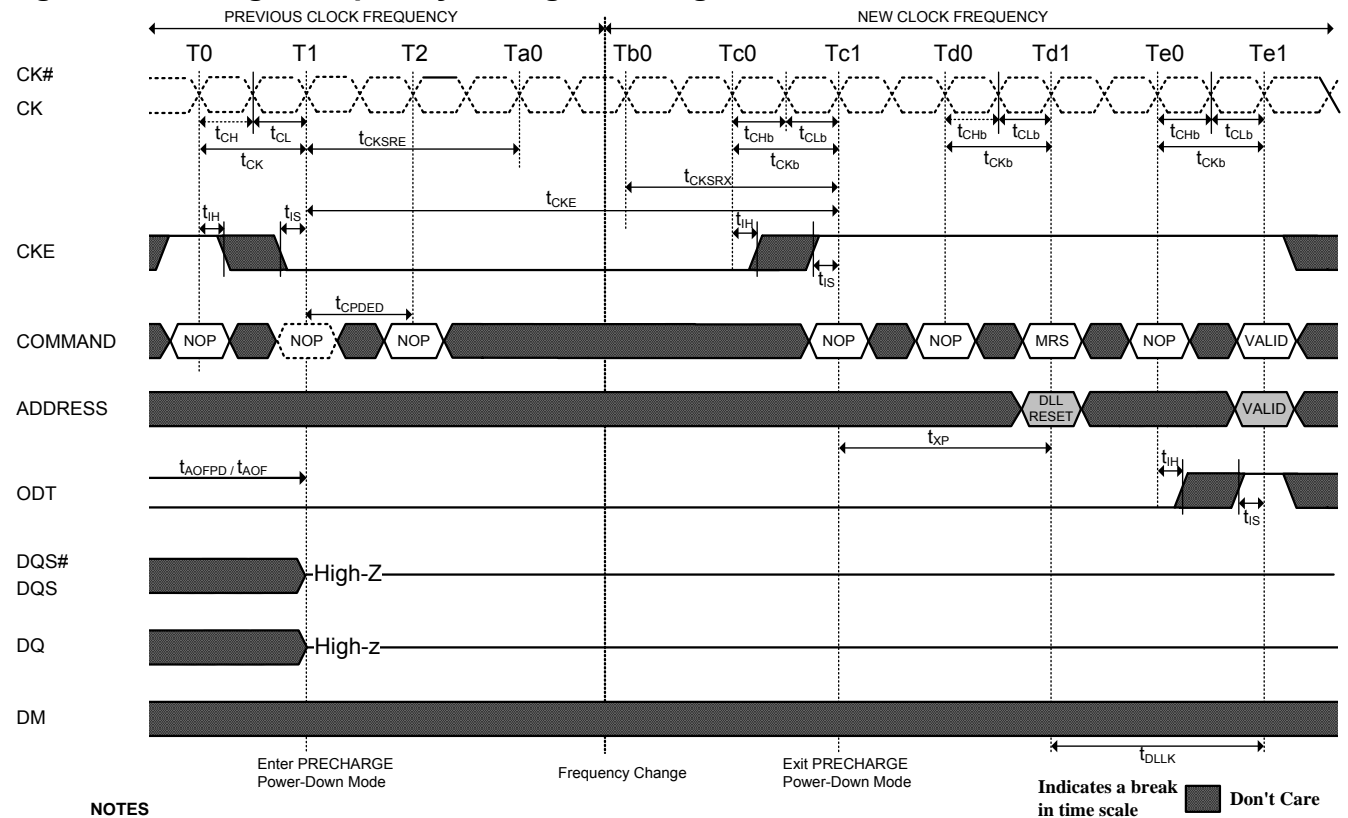 PREVIOUS CLOCK FREQUENCY NEW CLOCK FREQUENCY
T0 T1 T2 Ta0 Tb0 Tc0 Tc1 Td0 Td1 Te0 Te1
CK#
CK
tCH tCL tCKSRE tCHb tCLb tCHb tCLb tCHb tCLb
tCK tCKb tCKb tCKb
tCKSRX
tCKE
tIH tIS tIH
CKE
tIS
tCPDED
COMMAND NOP NOP NOP NOP NOP MRS NOP VALID
ADDRESS DLL RESET VALID
tXP
tAOFPD / tAOF tIH
ODT
tIS
DQS#
DQS
High-Z
DQ High-z
DM
tDLLK
Enter PRECHARGE
Power-Down Mode
Frequency Change
Exit PRECHARGE
Power-Down Mode
Indicates a break
in time scale
Don't Care
NOTES